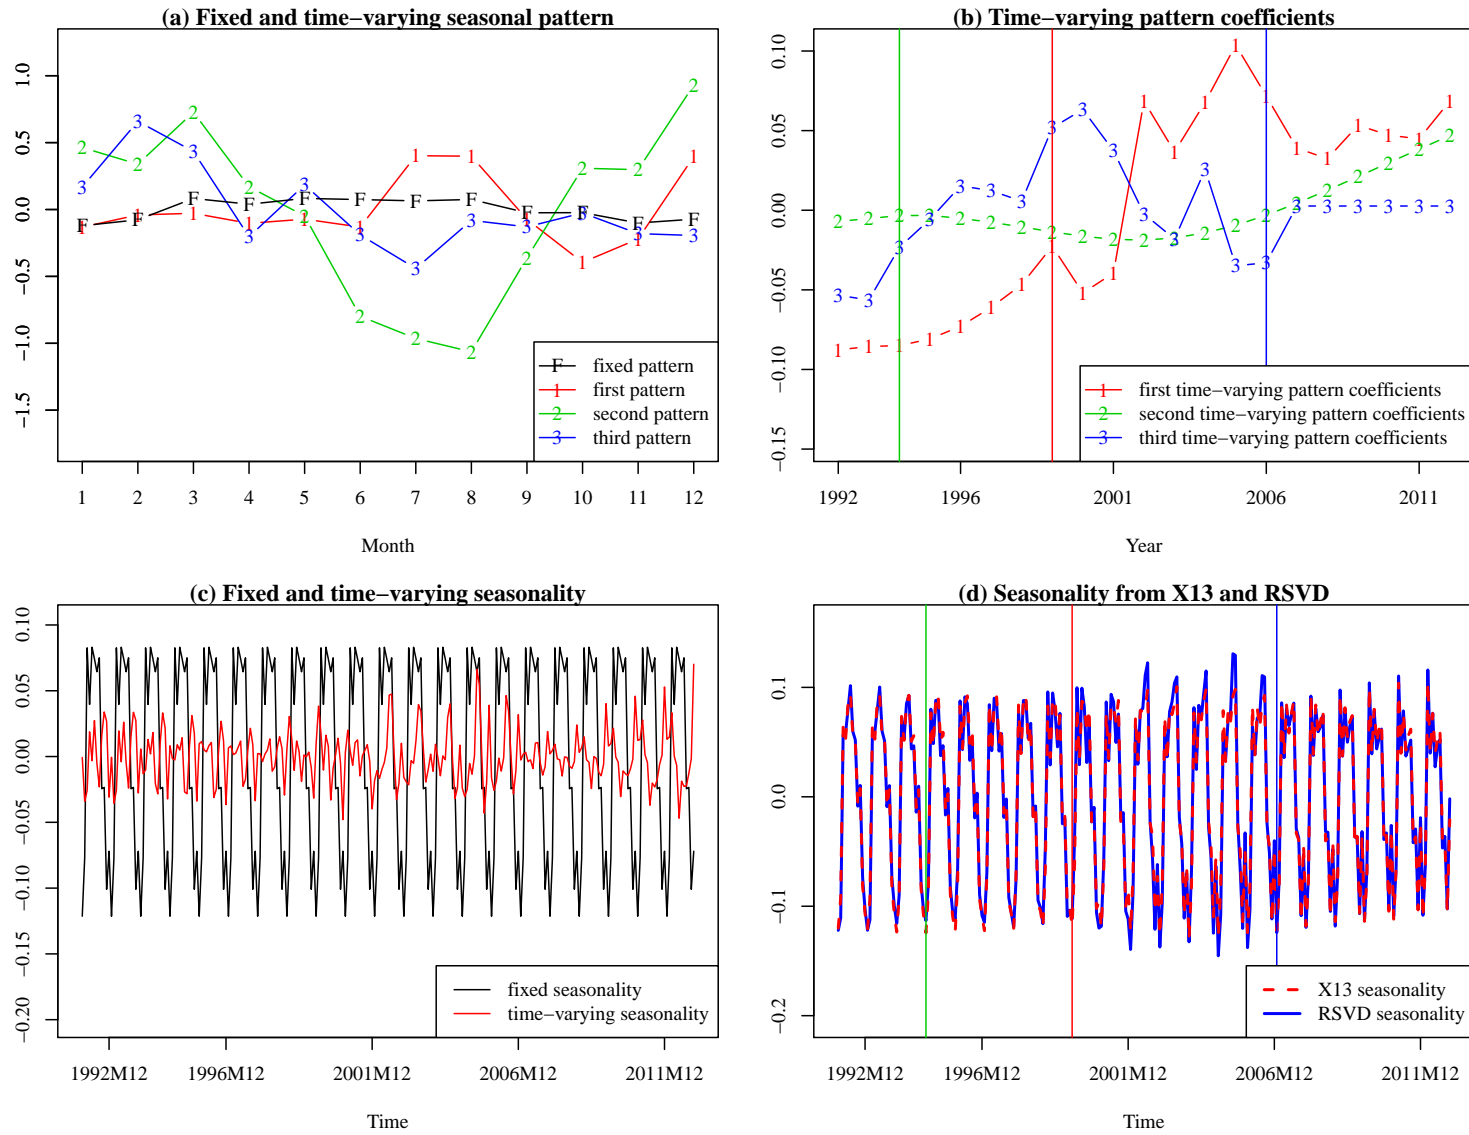 (a) Fixed and time−varying seasonal pattern
1.0
0.5
0.0
−0.5
−1.0
−1.5
F fixed pattern
1 first pattern
2 second pattern
3 third pattern
1 2 3 4 5 6 7 8 9 10 11 12
Month
(b) Time−varying pattern coefficients
0.10
0.05
0.00
−0.05
−0.10
−0.15
1 first time−varying pattern coefficients
2 second time−varying pattern coefficients
3 third time−varying pattern coefficients
1992 1996 2001 2006 2011
Year
(c) Fixed and time−varying seasonality
0.10
0.05
0.00
−0.05
−0.10
−0.15
−0.20
fixed seasonality
time−varying seasonality
1992M12 1996M12 2001M12 2006M12 2011M12
Time
(d) Seasonality from X13 and RSVD
0.1
0.0
−0.1
−0.2
X13 seasonality
RSVD seasonality
1992M12 1996M12 2001M12 2006M12 2011M12
Time